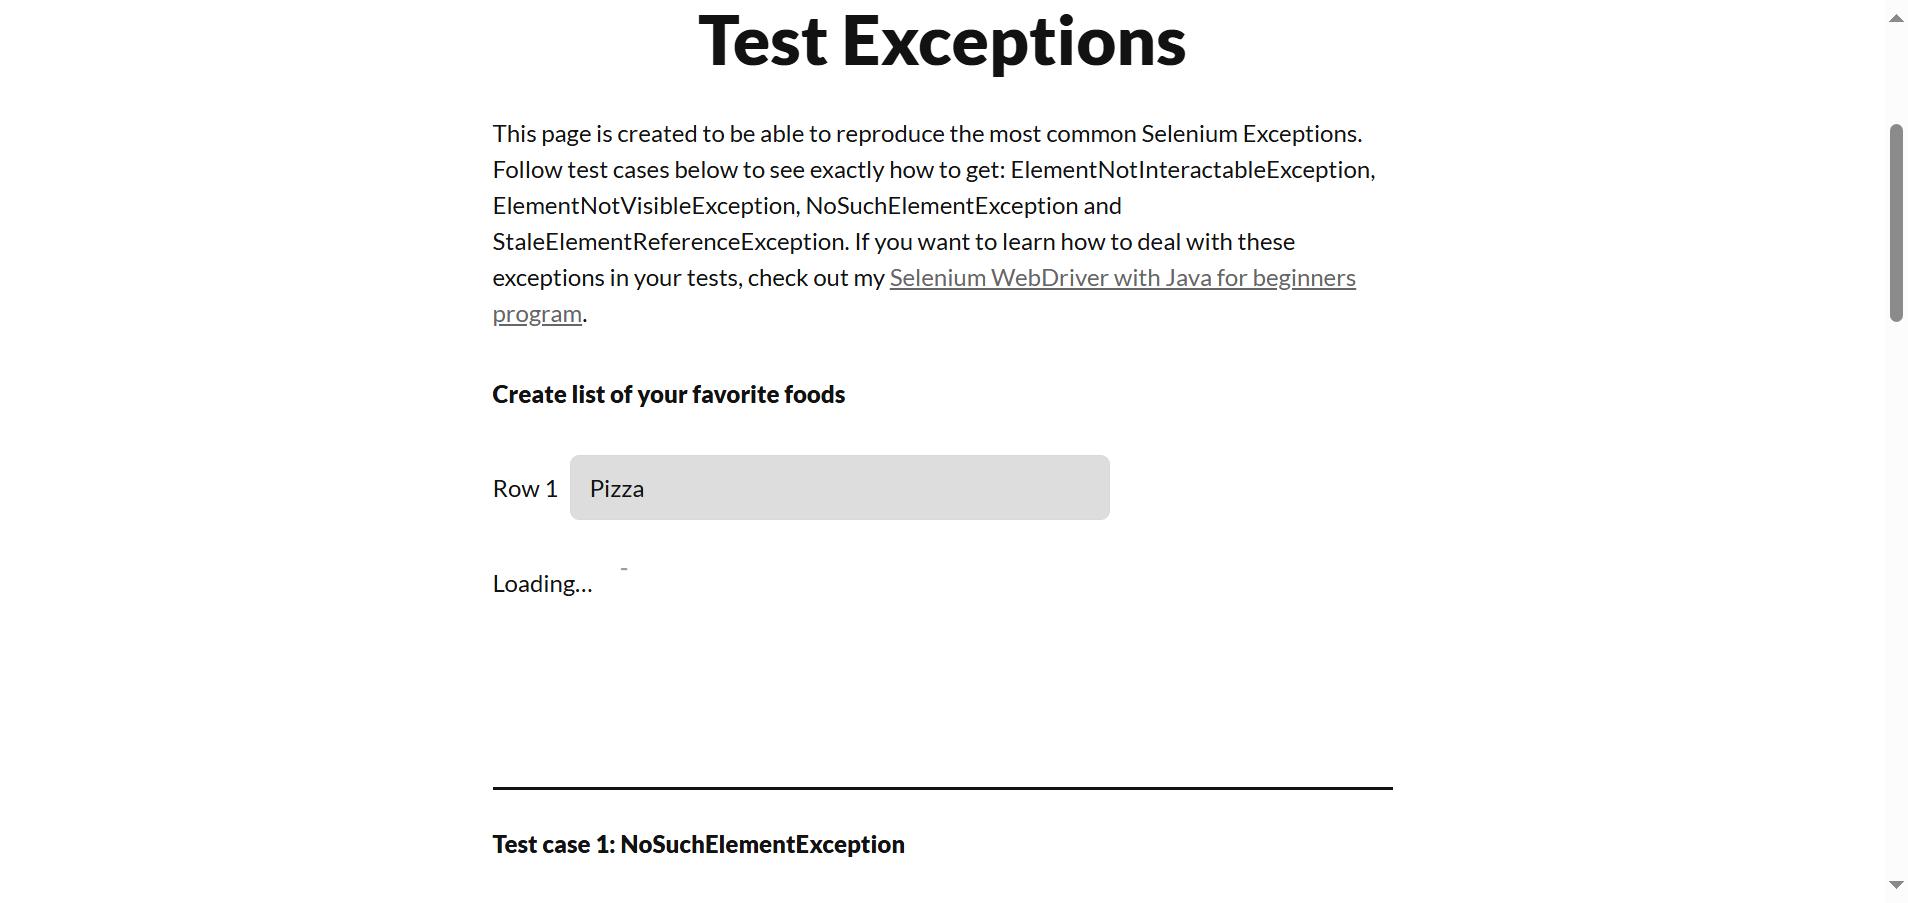 Test Exceptions
This page is created to be able to reproduce the most common Selenium Exceptions.
Follow test cases below to see exactly how to get: ElementNotInteractableException,
ElementNotVisibleException, NoSuchElementException and
StaleElementReferenceException. If you want to learn how to deal with these
exceptions in your tests, check out my Selenium WebDriver with Java for beginners
program.
Create list of your favorite foods
Row 1 Pizza
Loading...
Test case 1: NoSuchElementException